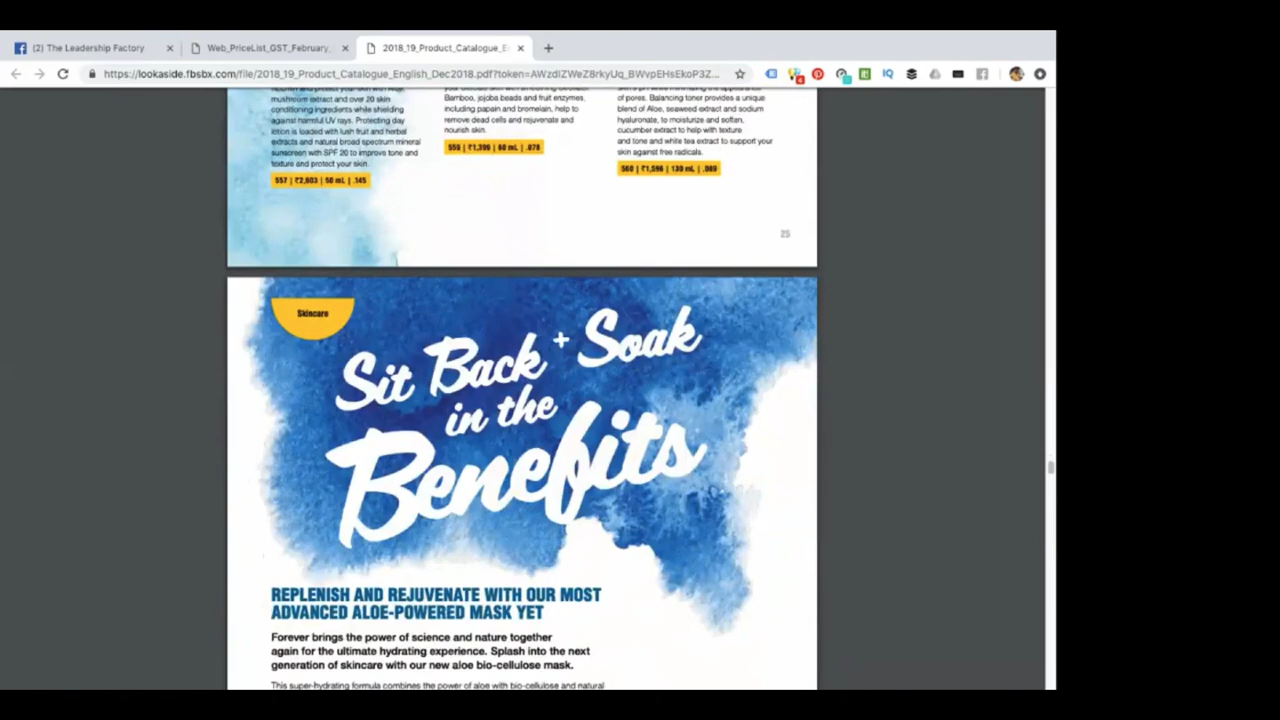 (2) The Leadership Factory
Web_PriceList_GST_February_
2018_19_Product_Catalogue_E
https://lookaside.fbsbx.com/file/2018_19_Product_Catalogue_English_Dec2018.pdf?token=AWzdIZWeZ8rkyUq_BWvpEHsEkoP3Z...
mushroom extract and over 20 skin
conditioning ingredients while shielding
against harmful UV rays. Protecting day
lotion is loaded with lush fruit and herbal
extracts and natural broad spectrum mineral
sunscreen with SPF 20 to improve tone and
texture and protect your skin.
557 | ₹2,603 | 50 mL | .145
Bamboo, jojoba beads and fruit enzymes,
including papain and bromelain, help to
remove dead cells and rejuvenate and
nourish skin.
559 | ₹1,399 | 60 mL | .078
of pores. Balancing toner provides a unique
blend of Aloe, seaweed extract and sodium
hyaluronate, to moisturize and soften,
cucumber extract to help with texture
and tone and white tea extract to support your
skin against free radicals.
560 | ₹1,596 | 130 mL | .089
25
Skincare
Sit Back + Soak
in the
Benefits
REPLENISH AND REJUVENATE WITH OUR MOST
ADVANCED ALOE-POWERED MASK YET
Forever brings the power of science and nature together
again for the ultimate hydrating experience. Splash into the next
generation of skincare with our new aloe bio-cellulose mask.
This super-hydrating formula combines the power of aloe with bio-cellulose and natural